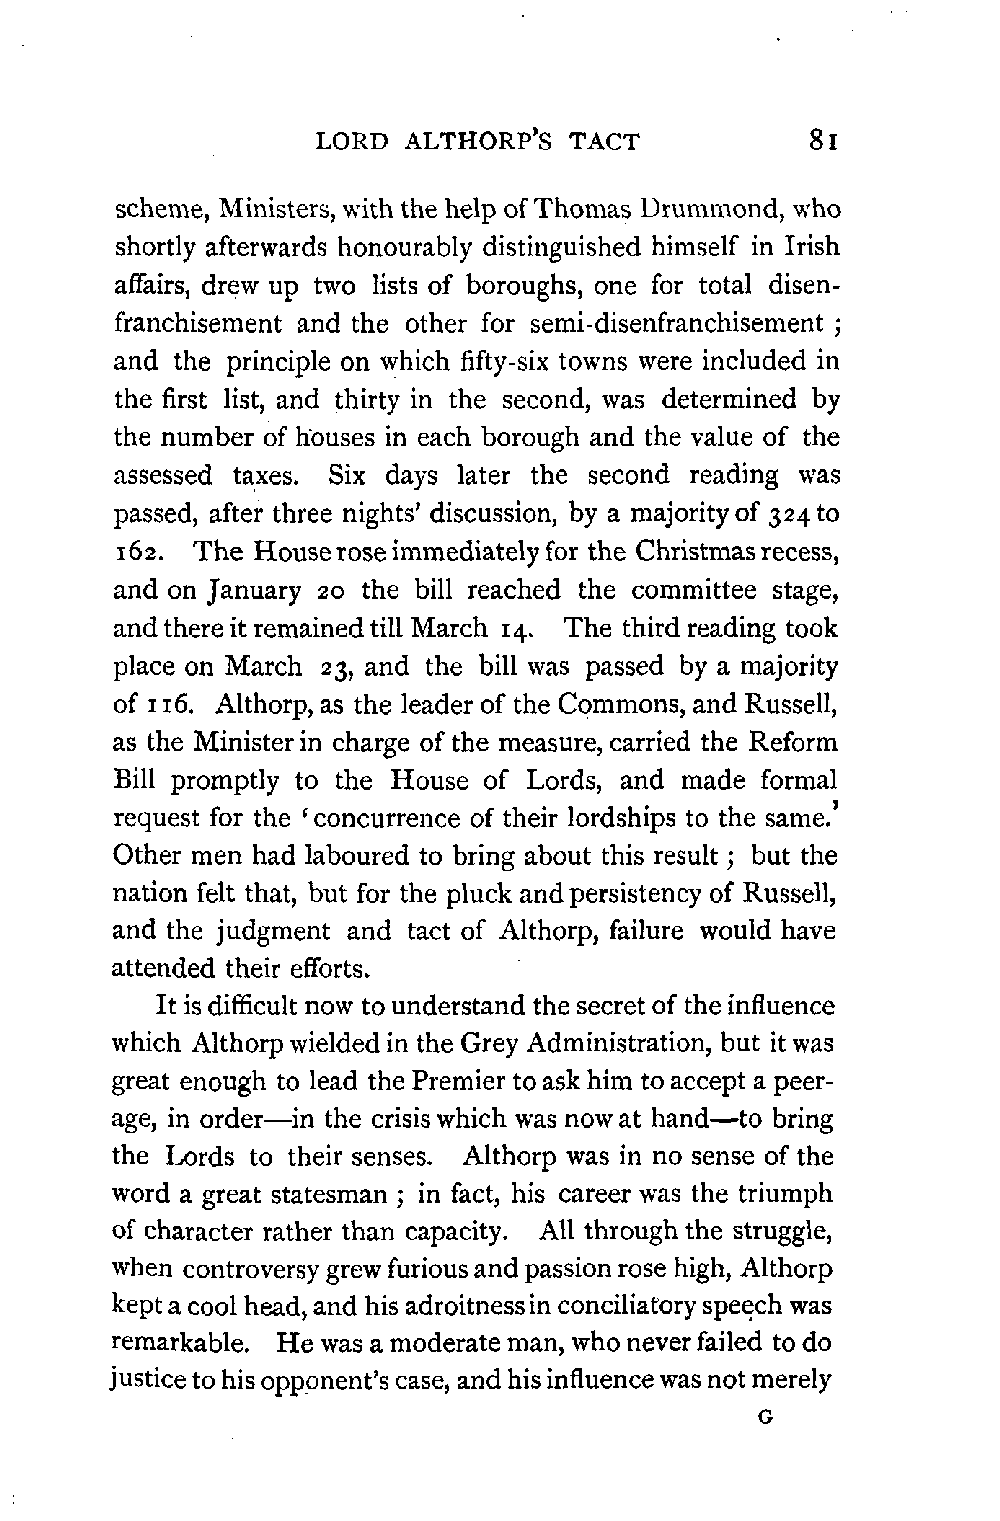 LORD ALTHORP'S TACT 81
scheme, Ministers, with the help of Thomas Drummond, who
shortly afterwards honourably distinguished himself in Irish
affairs, drew up two lists of boroughs, one for total disen-
franchisement and the other for semi-disenfranchisement ;
and the principle on which fifty-six towns were included in
the first list, and thirty in the second, was determined by
the number of houses in each borough and the value of the
assessed taxes. Six days later the second reading was
passed, after three nights' discussion, by a majority of 324 to
162. The House rose immediately for the Christmas recess,
and on January 20 the bill reached the committee stage,
and there it remained till March 14. The third reading took
place on March 23, and the bill was passed by a majority
of 116. Althorp, as the leader of the Commons, and Russell,
as the Minister in charge of the measure, carried the Reform
Bill promptly to the House of Lords, and made formal
request for the 'concurrence of their lordships to the same.'
Other men had laboured to bring about this result ; but the
nation felt that, but for the pluck and persistency of Russell,
and the judgment and tact of Althorp, failure would have
attended their efforts.
It is difficult now to understand the secret of the influence
which Althorp wielded in the Grey Administration, but it was
great enough to lead the Premier to ask him to accept a peer-
age, in order—in the crisis which was now at hand—to bring
the Lords to their senses. Althorp was in no sense of the
word a great statesman ; in fact, his career was the triumph
of character rather than capacity. All through the struggle,
when controversy grew furious and passion rose high, Althorp
kept a cool head, and his adroitness in conciliatory speech was
remarkable. He was a moderate man, who never failed to do
justice to his opponent's case, and his influence was not merely
G